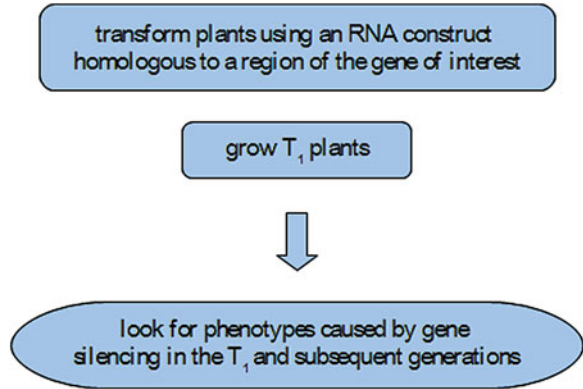 transform plants using an RNA construct
homologous to a region of the gene of interest
grow T₁ plants
look for phenotypes caused by gene
silencing in the T₁ and subsequent generations